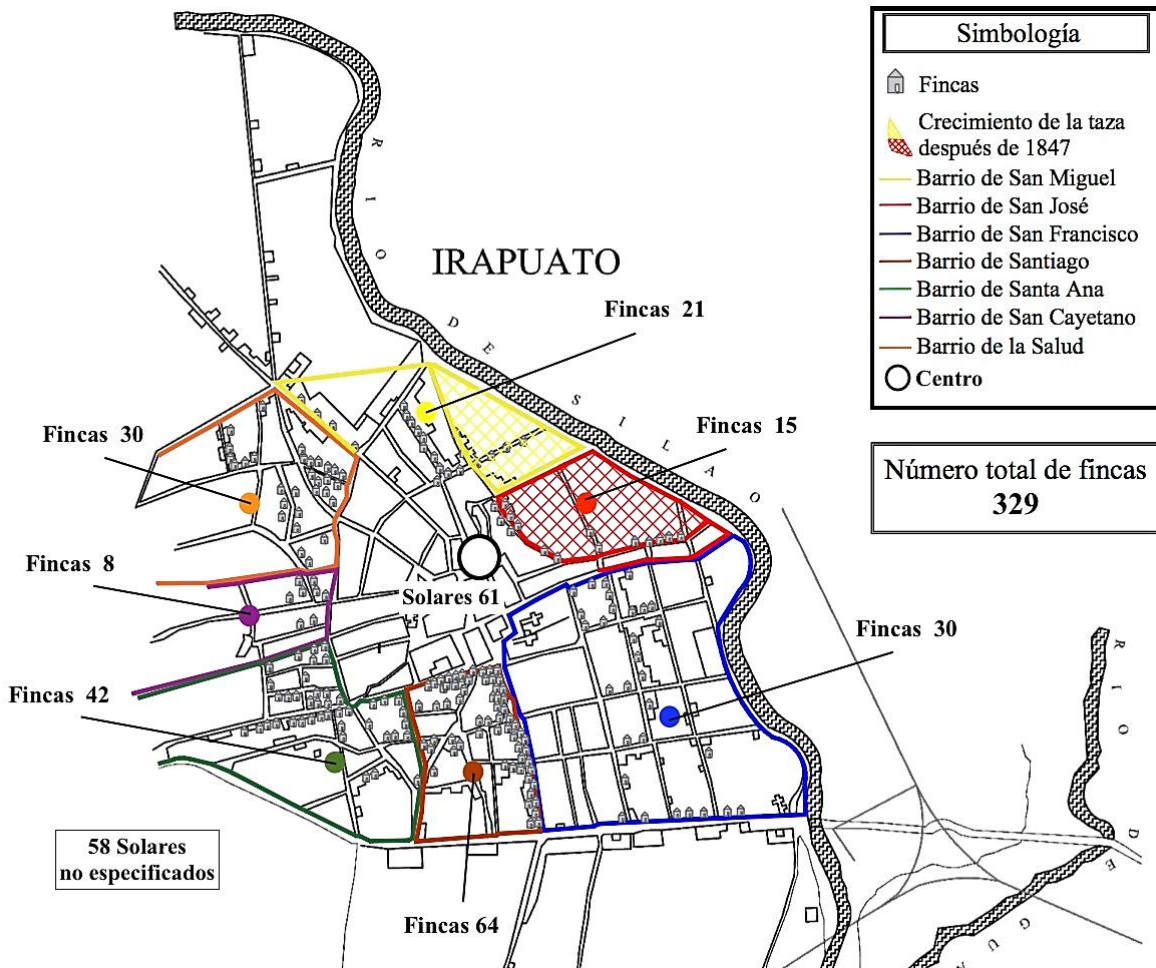 Simbología
Fincas
Crecimiento de la taza
después de 1847
Barrio de San Miguel
Barrio de San José
Barrio de San Francisco
Barrio de Santiago
Barrio de Santa Ana
Barrio de San Cayetano
Barrio de la Salud
Centro
Número total de fincas
329
IRAPUATO
RIO DE SILAO
Fincas 21
Fincas 15
Fincas 30
Fincas 8
Solares 61
Fincas 30
Fincas 42
58 Solares
no especificados
Fincas 64
RIO DE GUA